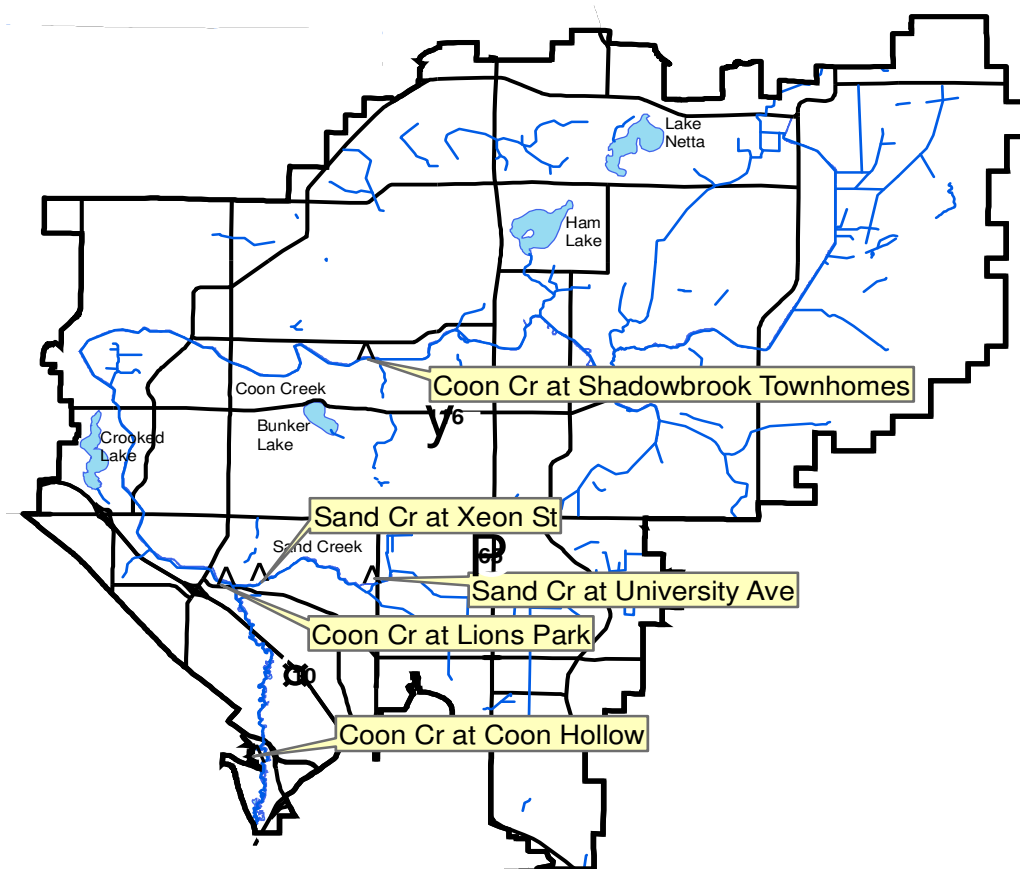 Lake
Netta
Ham
Lake
Coon Cr at Shadowbrook Townhomes
Coon Creek
Bunker
Lake
Crooked
Lake
Sand Cr at Xeon St
Sand Creek
Sand Cr at University Ave
Coon Cr at Lions Park
Coon Cr at Coon Hollow